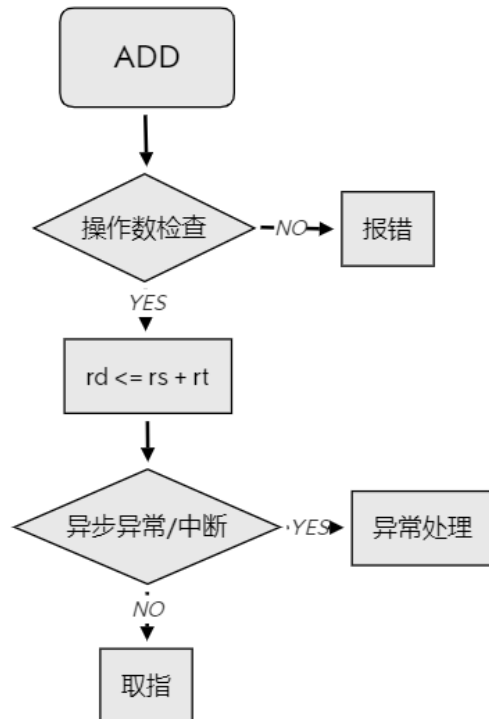 ADD
操作数检查
NO
报错
YES
rd <= rs + rt
异步异常/中断
YES
异常处理
NO
取指